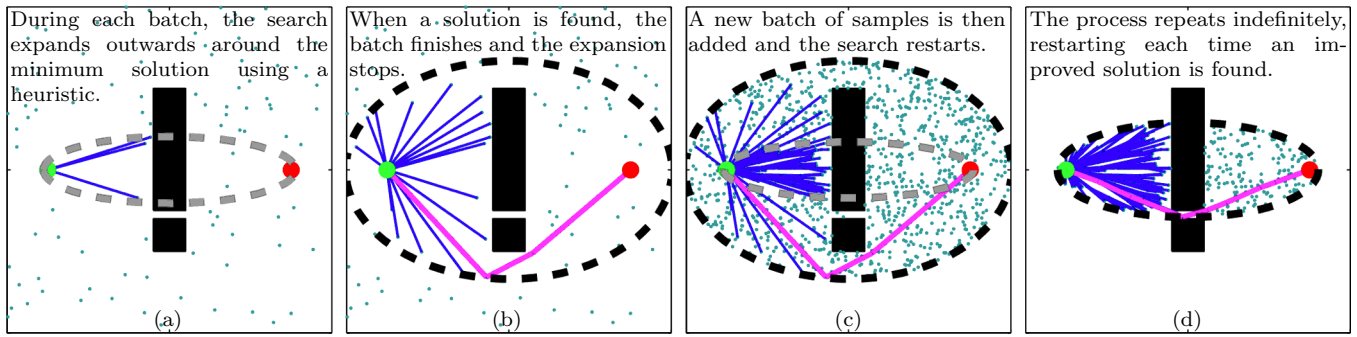 During each batch, the search
expands outwards around the
minimum solution using a
heuristic.
(a)
When a solution is found, the
batch finishes and the expansion
stops.
(b)
A new batch of samples is then
added and the search restarts.
(c)
The process repeats indefinitely,
restarting each time an im-
proved solution is found.
(d)